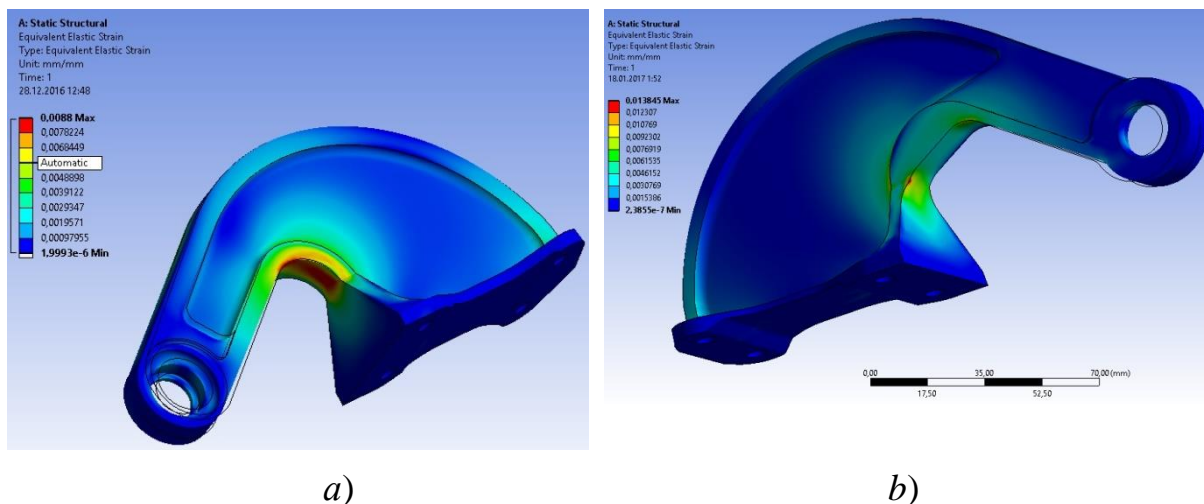 A: Static Structural
Equivalent Elastic Strain
Type: Equivalent Elastic Strain
Unit: mm/mm
Time: 1
28.12.2016 12:48
0,0088 Max
0,0078224
0,0068449
Automatic
0,0048898
0,0039122
0,0029347
0,0019571
0,00097955
1,9993e-6 Min
A: Static Structural
Equivalent Elastic Strain
Type: Equivalent Elastic Strain
Unit: mm/mm
Time: 1
18.01.2017 1:52
0,013845 Max
0,012307
0,010769
0,0092302
0,0076919
0,0061535
0,0046152
0,0030769
0,0015386
2,3855e-7 Min
0,00 35,00 70,00 (mm)
17,50 52,50
a) b)